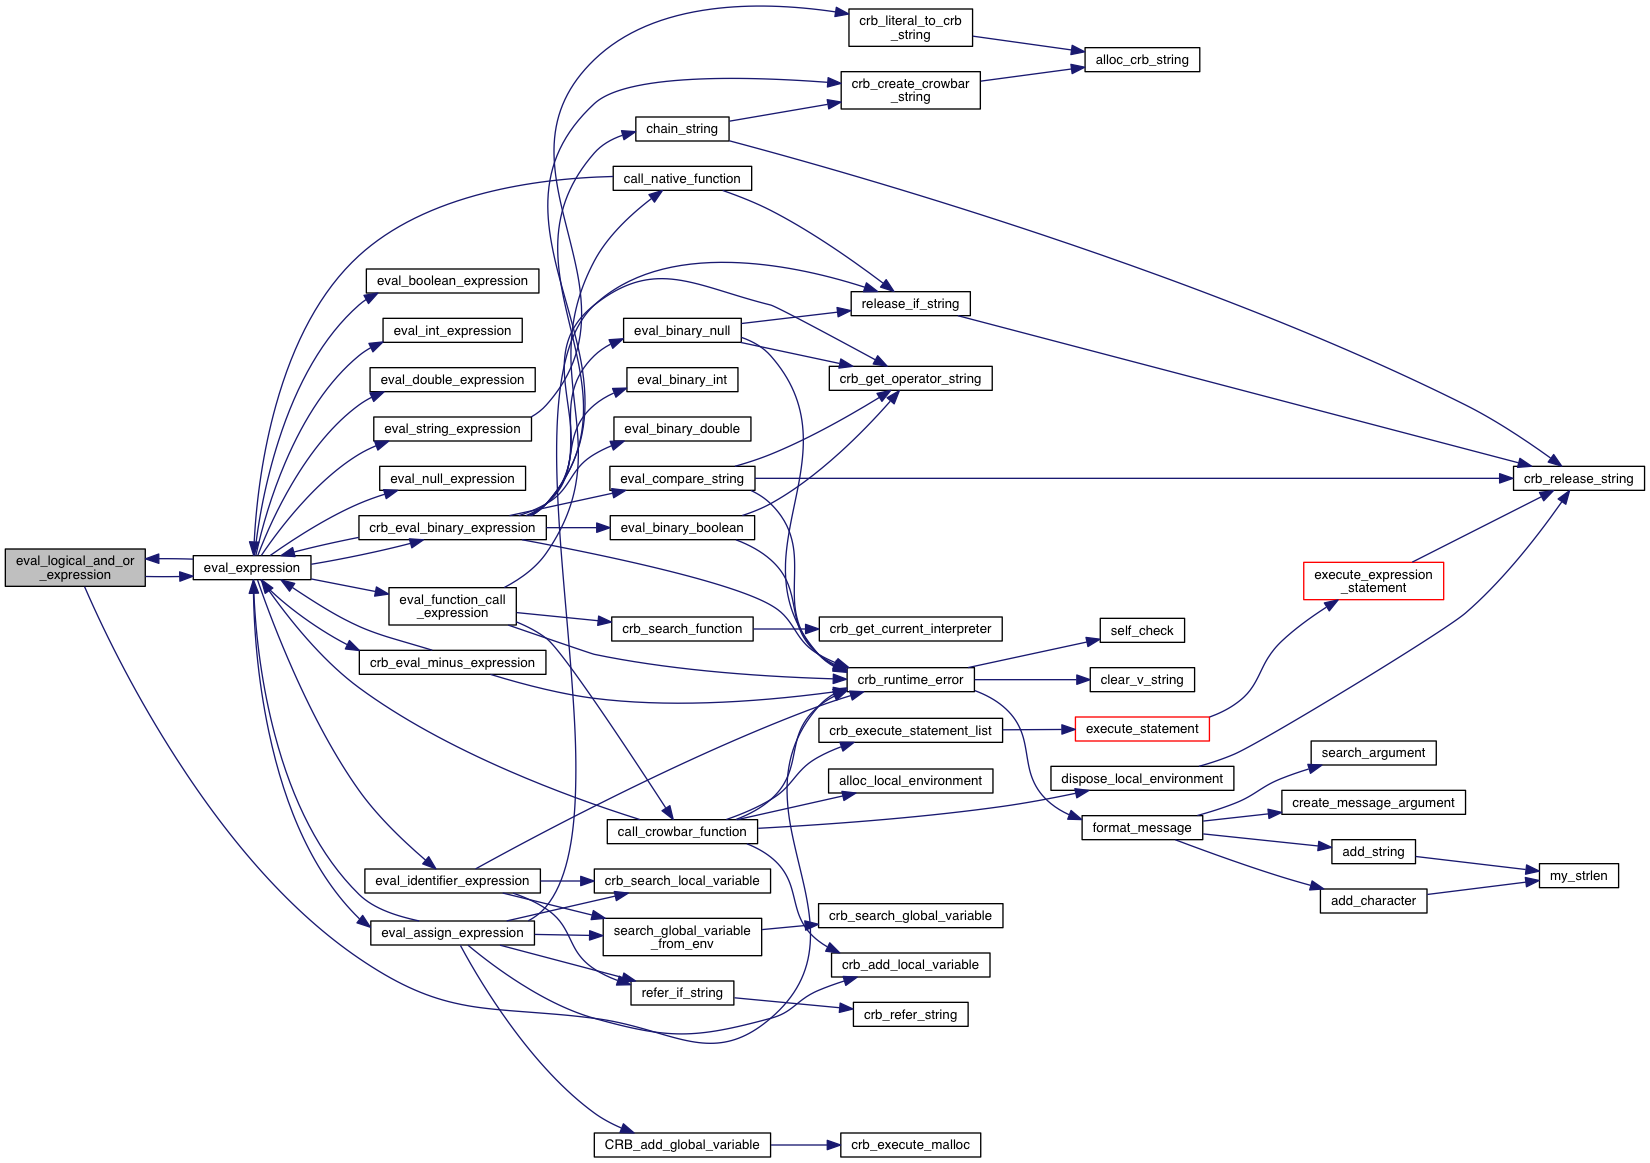 crb_literal_to_crb
_string
alloc_crb_string
crb_create_crowbar
_string
chain_string
call_native_function
eval_boolean_expression
release_if_string
eval_int_expression
eval_binary_null
eval_double_expression
eval_binary_int
crb_get_operator_string
eval_string_expression
eval_binary_double
eval_null_expression
eval_compare_string
crb_release_string
crb_eval_binary_expression
eval_binary_boolean
eval_logical_and_or
_expression
eval_expression
execute_expression
_statement
eval_function_call
_expression
crb_search_function
crb_get_current_interpreter
self_check
crb_eval_minus_expression
crb_runtime_error
clear_v_string
crb_execute_statement_list
execute_statement
search_argument
alloc_local_environment
dispose_local_environment
create_message_argument
call_crowbar_function
format_message
add_string
my_strlen
eval_identifier_expression
crb_search_local_variable
add_character
crb_search_global_variable
eval_assign_expression
search_global_variable
_from_env
crb_add_local_variable
refer_if_string
crb_refer_string
CRB_add_global_variable
crb_execute_malloc